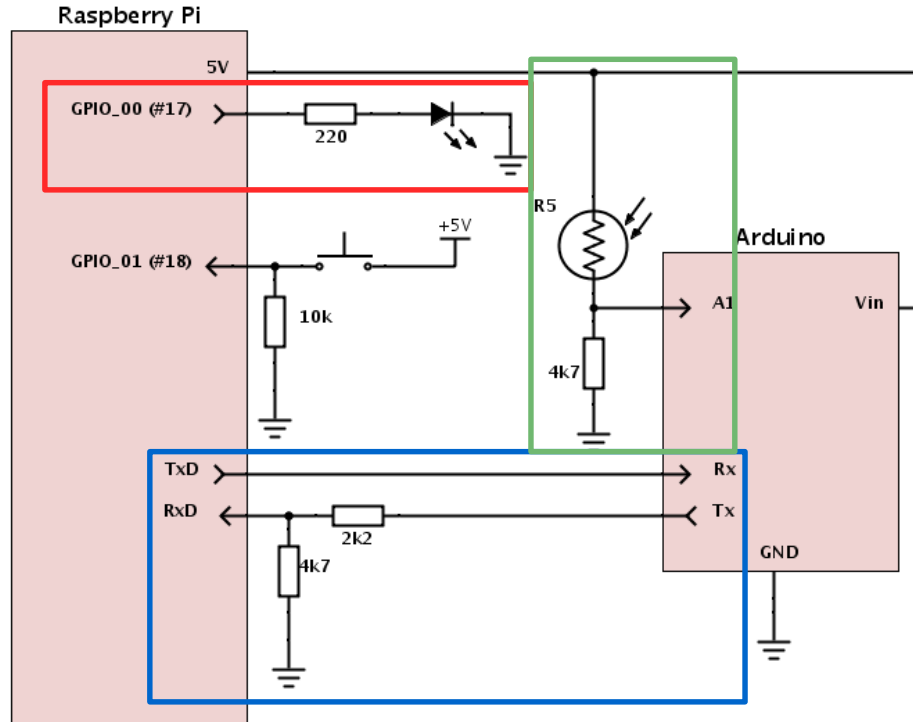 Raspberry Pi
5V
GPIO_00 (#17)
220
R5
+5V
Arduino
GPIO_01 (#18)
10k
A1
Vin
4k7
TxD
Rx
RxD
Tx
2k2
4k7
GND